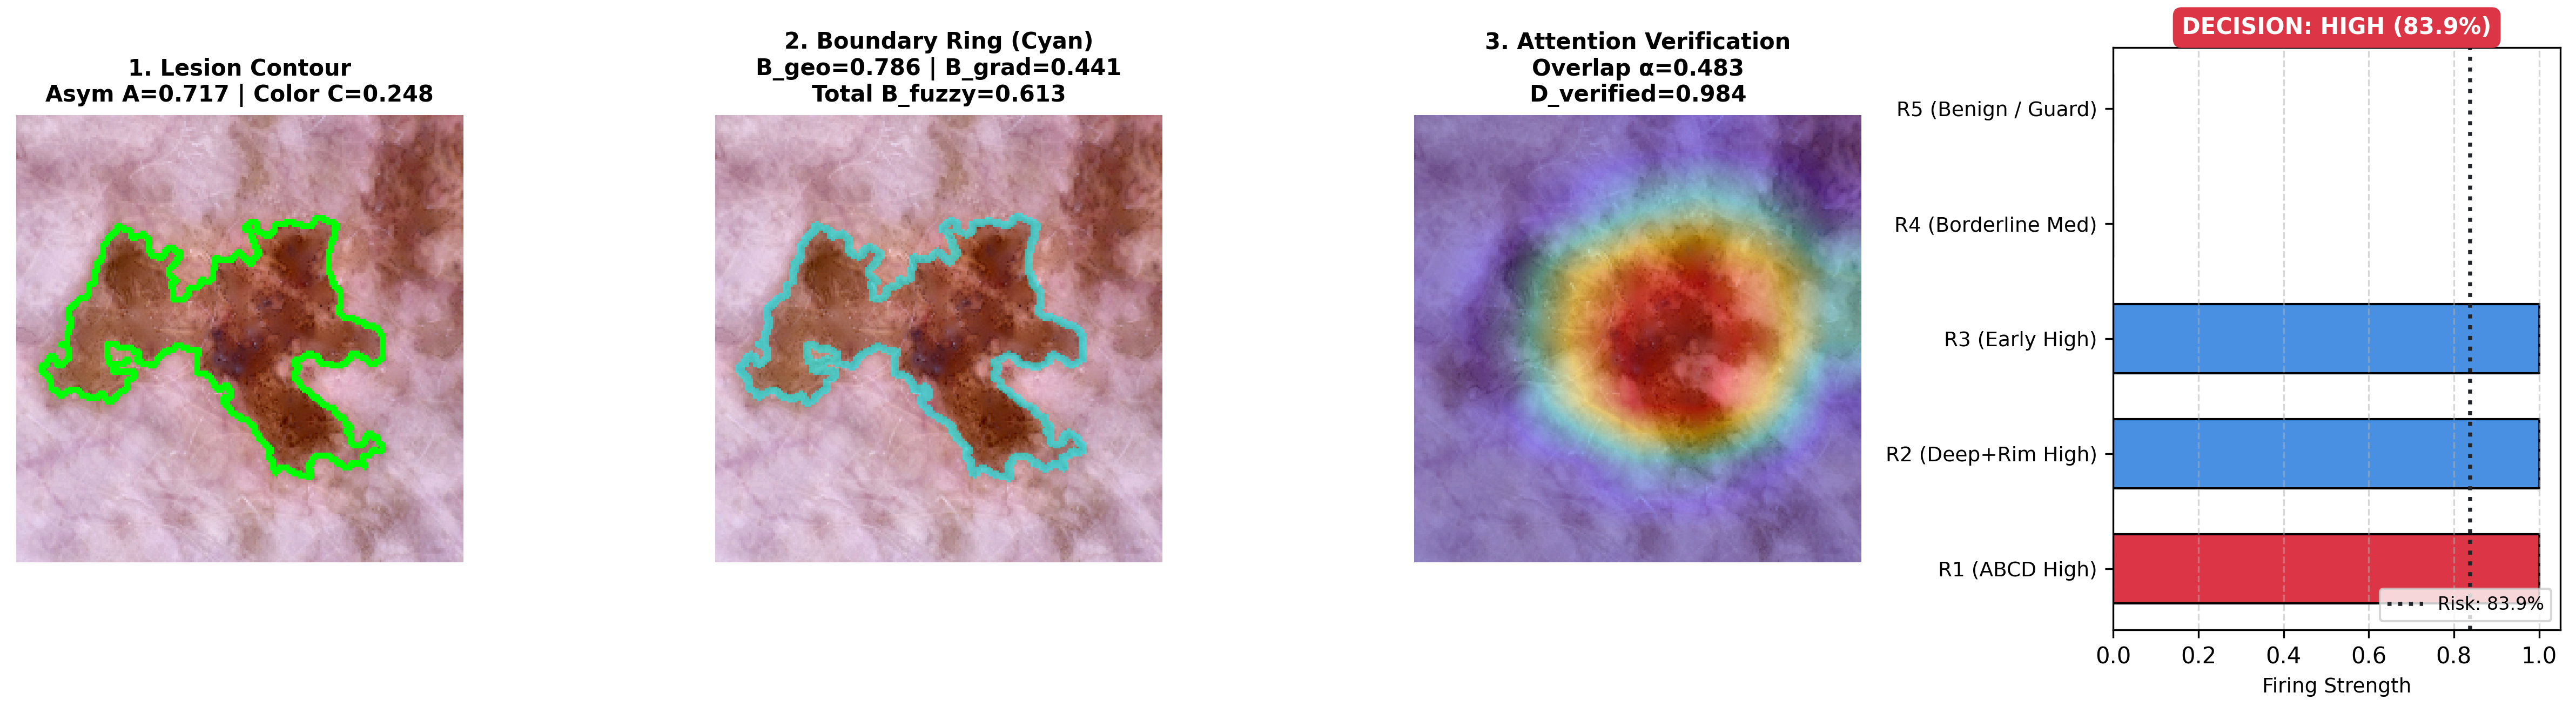 1. Lesion Contour
Asym A=0.717 | Color C=0.248
2. Boundary Ring (Cyan)
B_geo=0.786 | B_grad=0.441
Total B_fuzzy=0.613
3. Attention Verification
Overlap α=0.483
D_verified=0.984
DECISION: HIGH (83.9%)
R5 (Benign / Guard)
R4 (Borderline Med)
R3 (Early High)
R2 (Deep+Rim High)
R1 (ABCD High)
Risk: 83.9%
0.0 0.2 0.4 0.6 0.8 1.0
Firing Strength